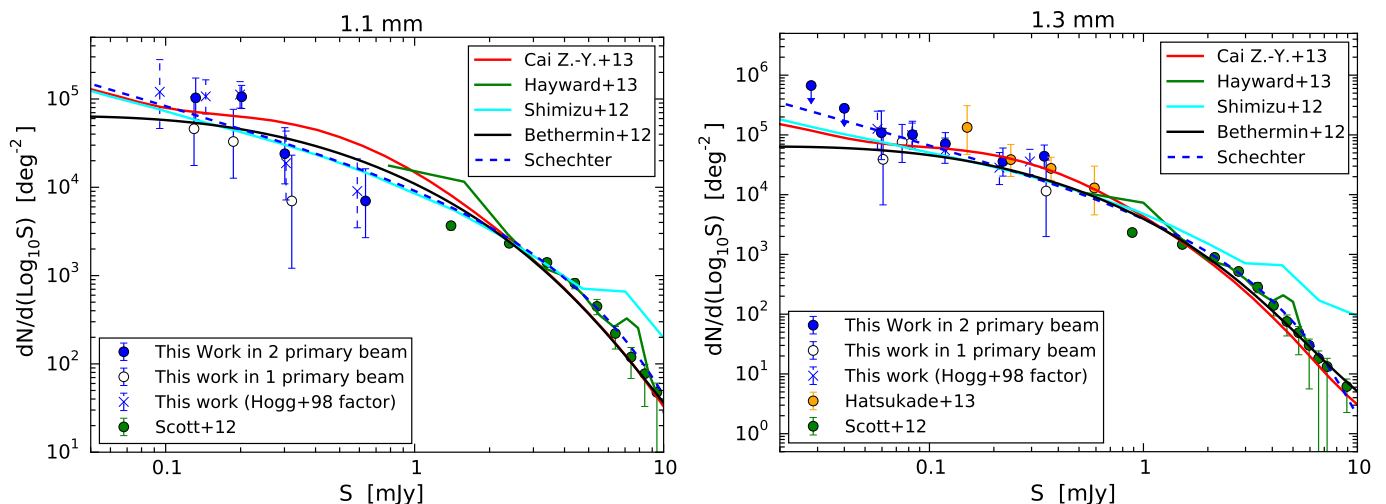 1.1 mm
dN/d(Log10S) [deg-2]
10^5
10^4
10^3
10^2
10^1
0.1 1 10
S [mJy]
Cai Z.-Y.+13
Hayward+13
Shimizu+12
Bethermin+12
Schechter
This Work in 2 primary beam
This work in 1 primary beam
This work (Hogg+98 factor)
Scott+12
1.3 mm
dN/d(Log10S) [deg-2]
10^6
10^5
10^4
10^3
10^2
10^1
10^0
0.1 1 10
S [mJy]
Cai Z.-Y.+13
Hayward+13
Shimizu+12
Bethermin+12
Schechter
This Work in 2 primary beam
This work in 1 primary beam
This work (Hogg+98 factor)
Hatsukade+13
Scott+12